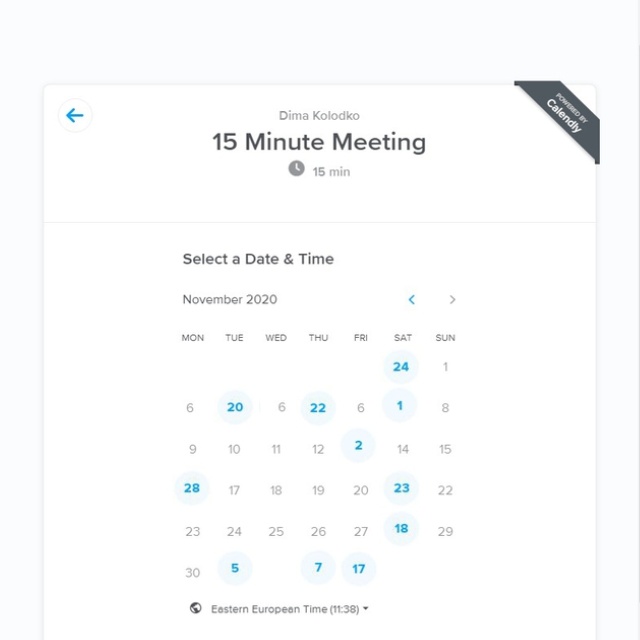 POWERED BY
Calendly
Dima Kolodko
15 Minute Meeting
15 min
Select a Date & Time
November 2020
MON TUE WED THU FRI SAT SUN
24 1
6 20 6 22 6 1 8
9 10 11 12 2 14 15
28 17 18 19 20 23 22
23 24 25 26 27 18 29
30 5 7 17
Eastern European Time (11:38)